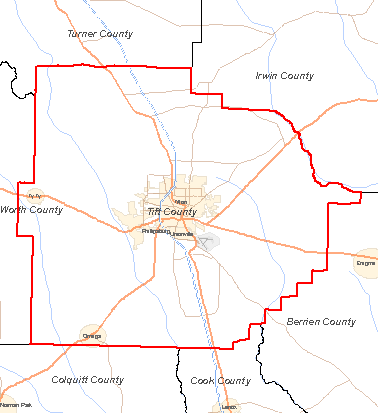 Turner County
Irwin County
Ty Ty
Tifton
Worth County
Tift County
Phillipsburg
Unionville
Enigma
Berrien County
Omega
Colquitt County
Cook County
Norman Park
Lenox